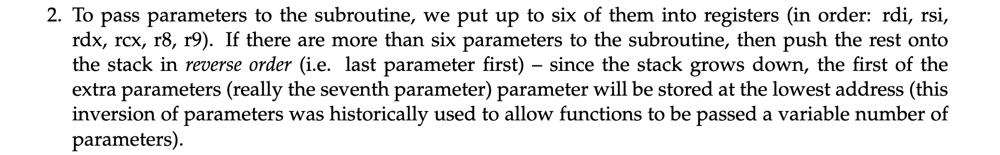 2. To pass parameters to the subroutine, we put up to six of them into registers (in order: rdi, rsi,
rdx, rcx, r8, r9). If there are more than six parameters to the subroutine, then push the rest onto
the stack in reverse order (i.e. last parameter first) – since the stack grows down, the first of the
extra parameters (really the seventh parameter) parameter will be stored at the lowest address (this
inversion of parameters was historically used to allow functions to be passed a variable number of
parameters).